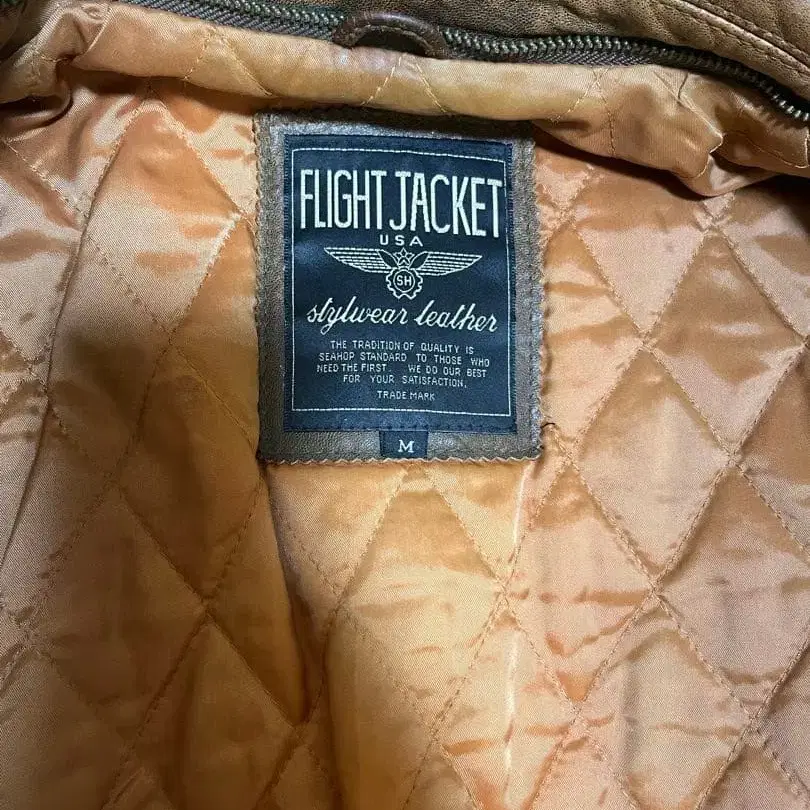 FLIGHT JACKET
USA
SH
stylwear leather
THE TRADITION OF QUALITY IS
SEAHOP STANDARD TO THOSE WHO
NEED THE FIRST. WE DO OUR BEST
FOR YOUR SATISFACTION,
TRADE MARK
M